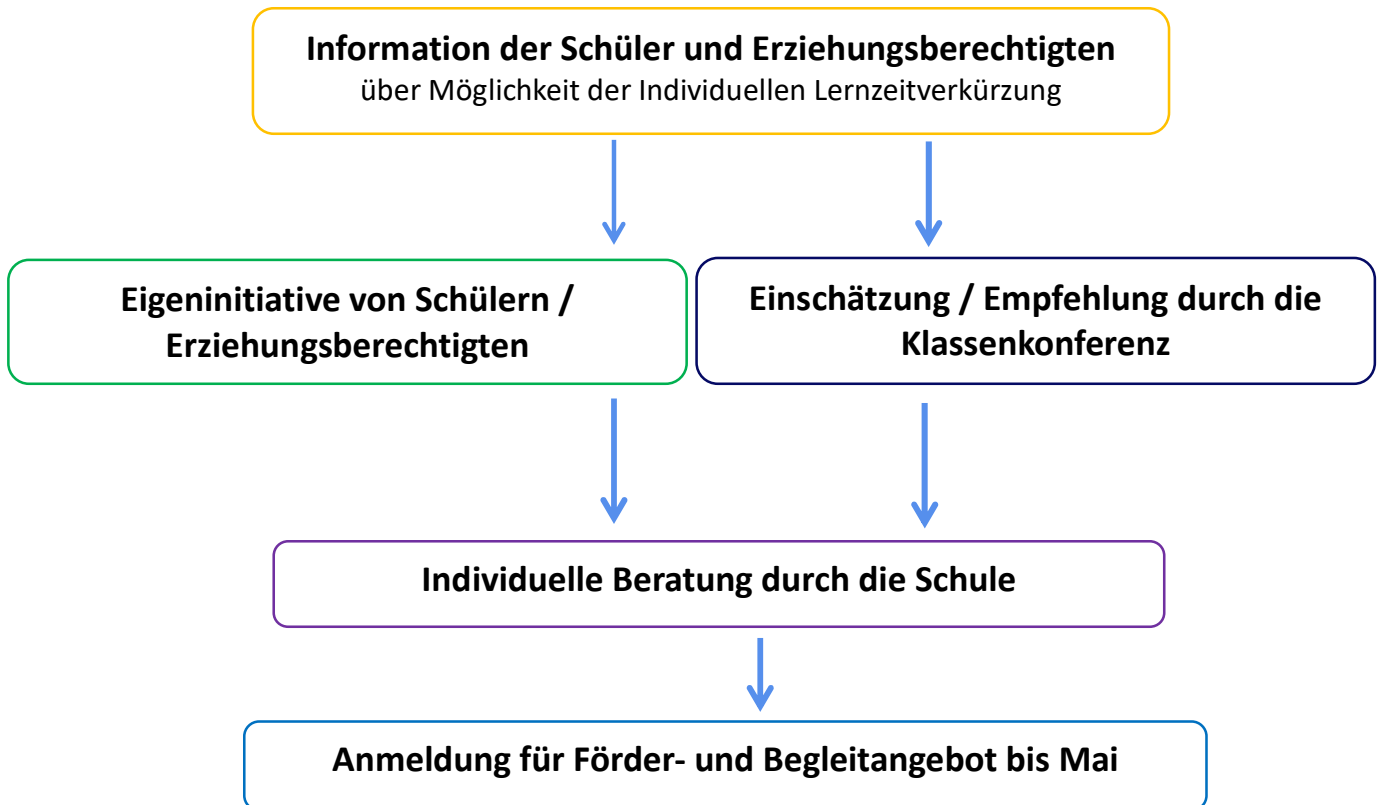 Information der Schüler und Erziehungsberechtigten
über Möglichkeit der Individuellen Lernzeitverkürzung
Eigeninitiative von Schülern /
Erziehungsberechtigten
Einschätzung / Empfehlung durch die
Klassenkonferenz
Individuelle Beratung durch die Schule
Anmeldung für Förder- und Begleitangebot bis Mai